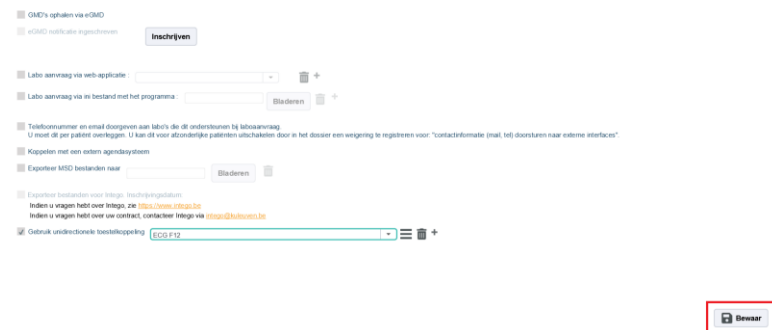 GMD's ophalen via eGMD
eGMD notificatie ingeschreven
Inschrijven
Labo aanvraag via web-applicatie :
Labo aanvraag via ini bestand met het programma :
Bladeren
Telefoonnummer en email doorgeven aan labo's die dit ondersteunen bij laboaanvraag.
U moet dit per patiënt overleggen. U kan dit voor afzonderlijke patiënten uitschakelen door in het dossier een weigering te registreren voor: "contactinformatie (mail, tel) doorsturen naar externe interfaces".
Koppelen met een extern agendasysteem
Exporteer MSD bestanden naar
Bladeren
Exporteer bestanden voor Intego. Inschrijvingsdatum:
Indien u vragen hebt over Intego, zie https://www.intego.be
Indien u vragen hebt over uw contract, contacteer Intego via intego@kuleuven.be
Gebruik unidirectionele toestelkoppeling
ECG F12
Bewaar